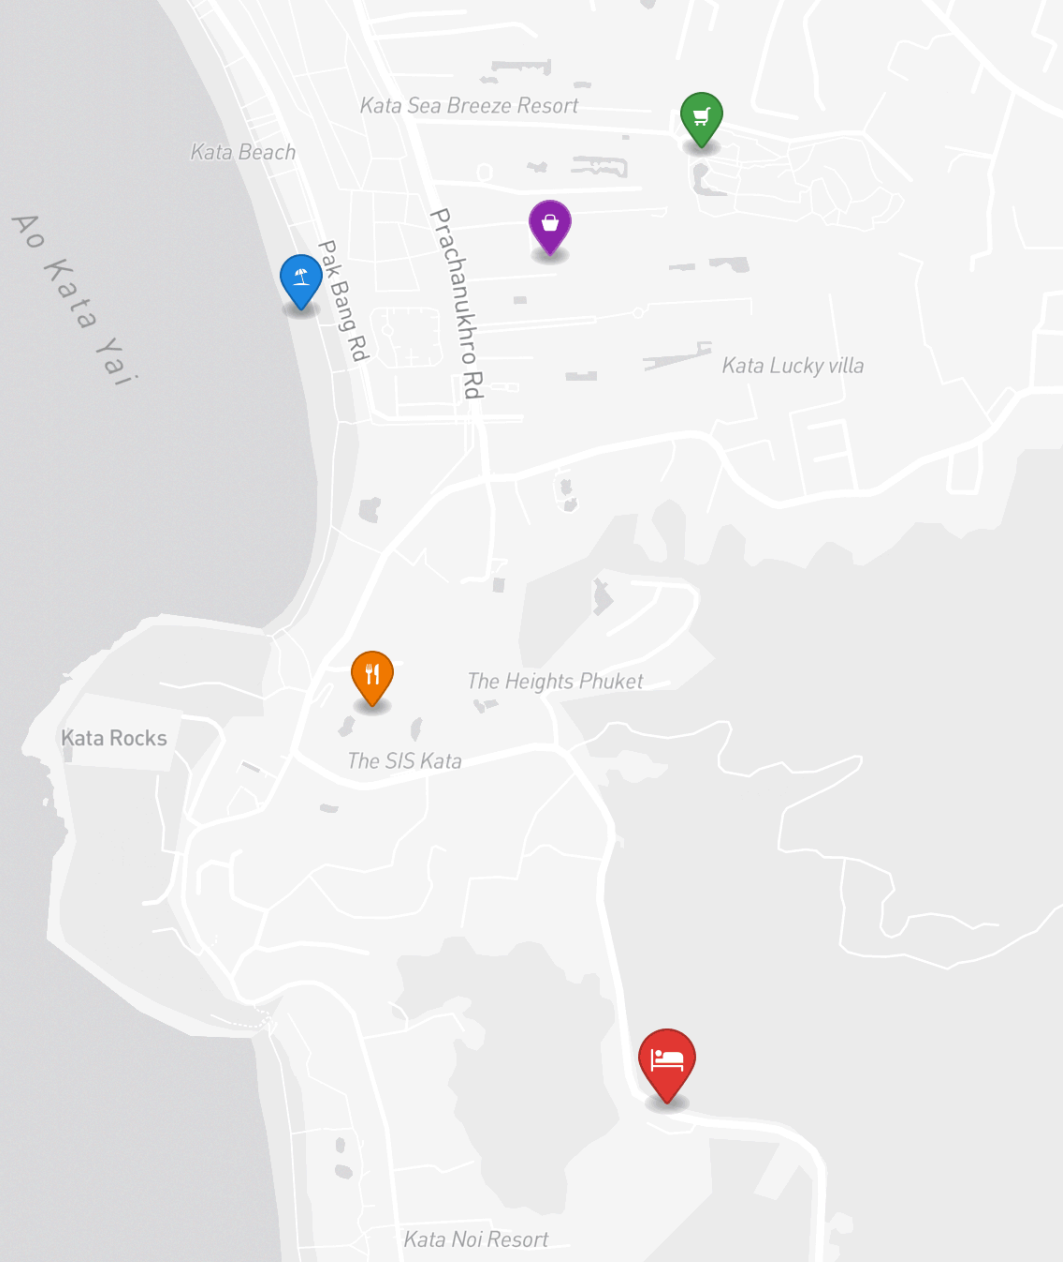 Kata Sea Breeze Resort
Kata Beach
Ao Kata Yai
Pak Bang Rd
Prachanukhro Rd
Kata Lucky villa
The Heights Phuket
Kata Rocks
The SIS Kata
Kata Noi Resort